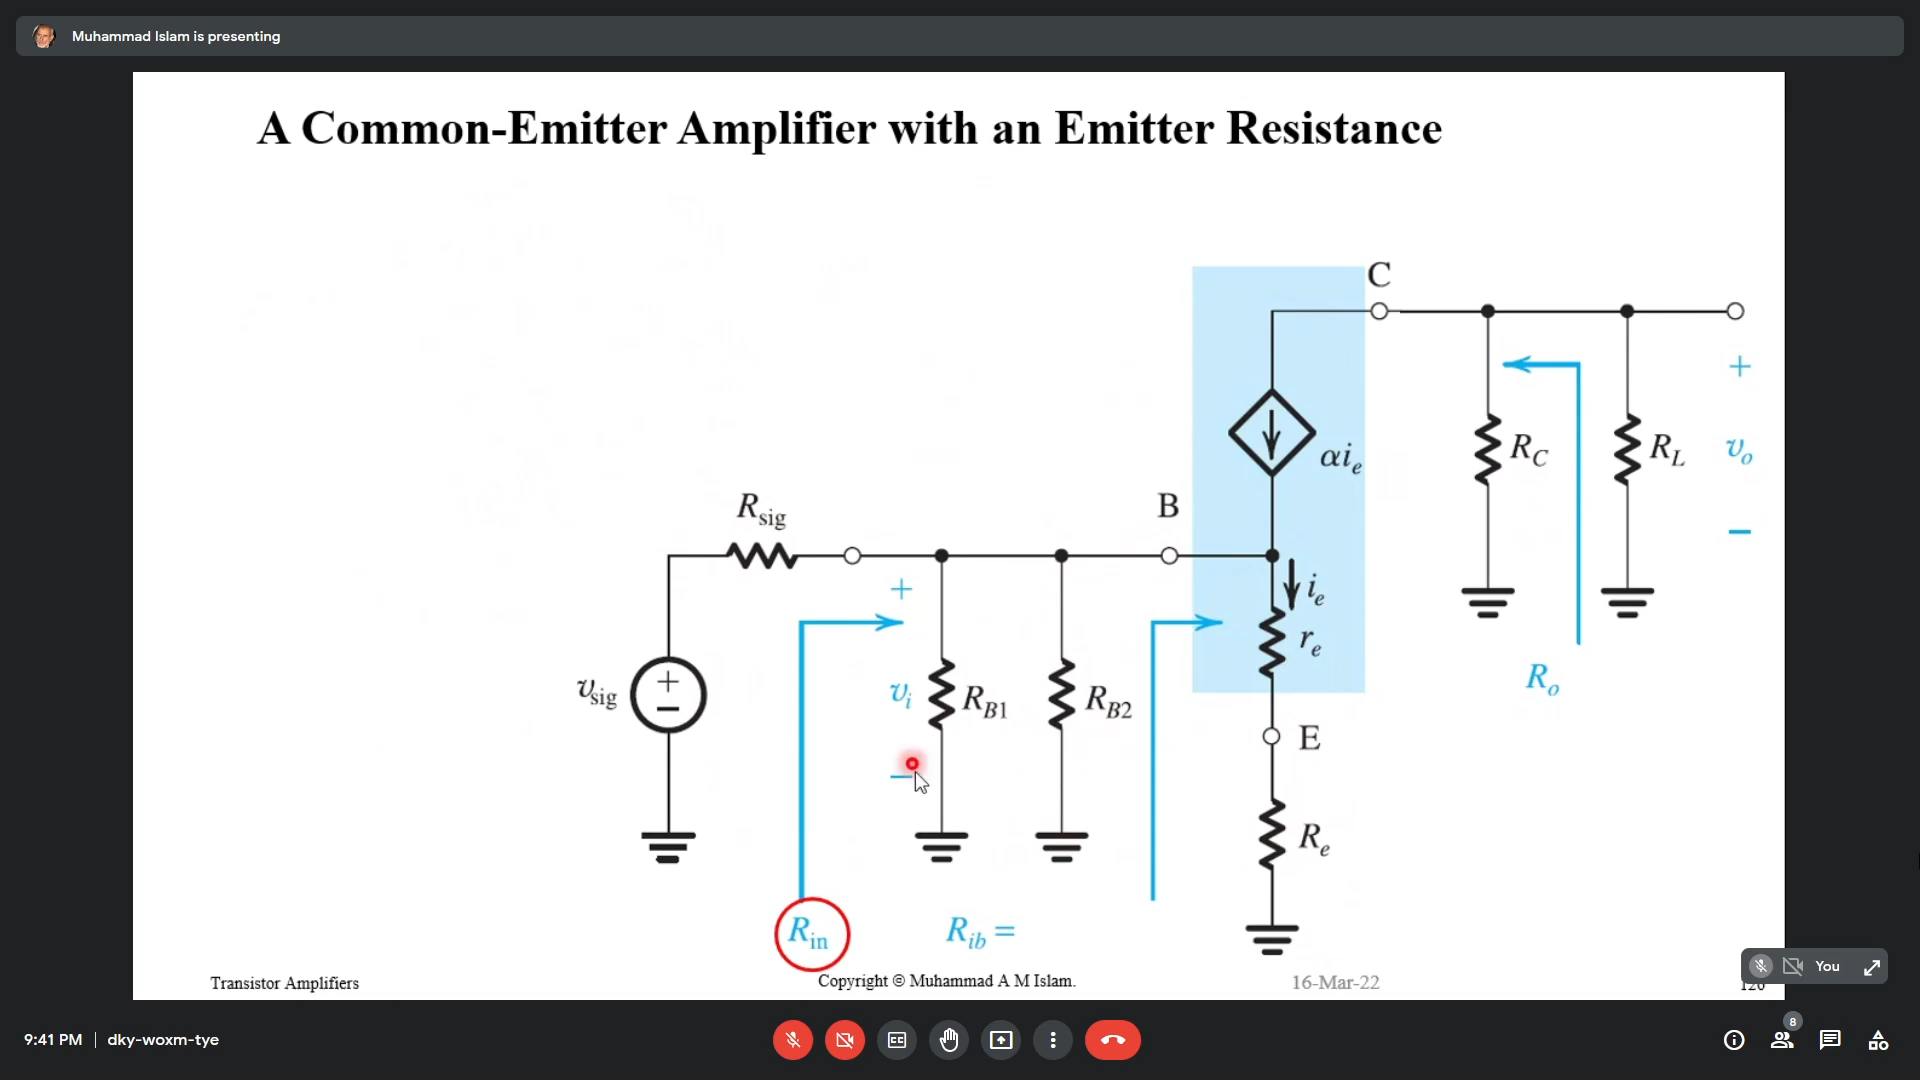 Muhammad Islam is presenting
A Common-Emitter Amplifier with an Emitter Resistance
C
αi_e
R_C
R_L
+
v_o
−
R_sig
B
+
i_e
r_e
v_sig
+
−
v_i
R_B1
R_B2
R_o
E
−
R_e
R_in
R_ib =
You
Transistor Amplifiers
Copyright © Muhammad A M Islam.
16-Mar-22
9:41 PM
dky-woxm-tye
CC
8